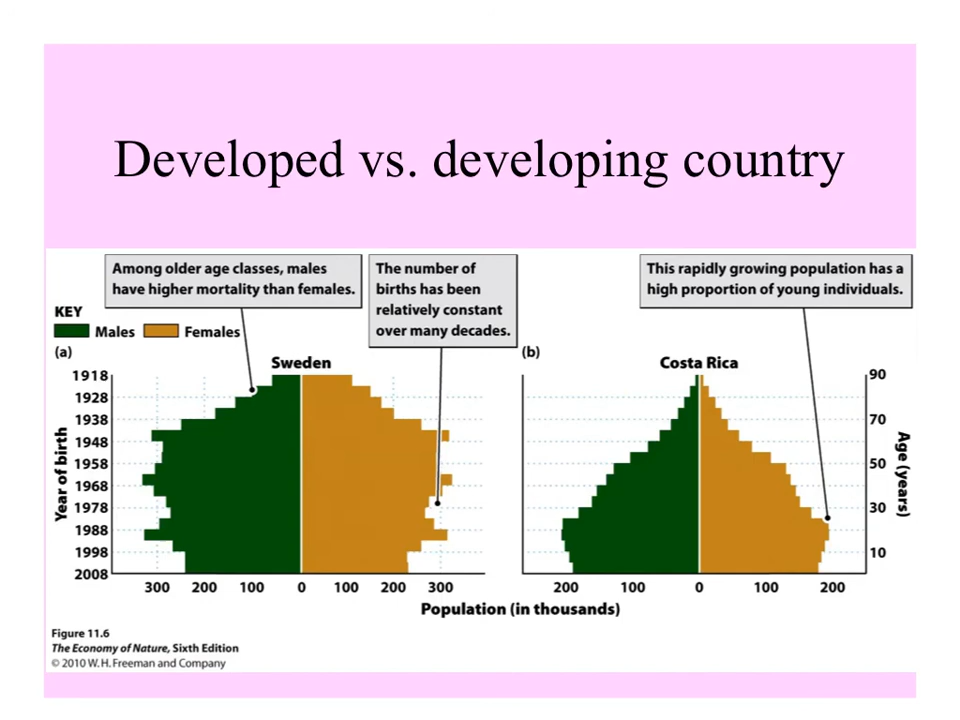 Developed vs. developing country
Among older age classes, males
have higher mortality than females.
The number of
births has been
relatively constant
over many decades.
This rapidly growing population has a
high proportion of young individuals.
KEY
Males
Females
(a)
Sweden
Year of birth
1918
1928
1938
1948
1958
1968
1978
1988
1998
2008
300 200 100 0 100 200 300
(b)
Costa Rica
90
70
50
30
10
Age (years)
200 100 0 100 200
Population (in thousands)
Figure 11.6
The Economy of Nature, Sixth Edition
© 2010 W. H. Freeman and Company